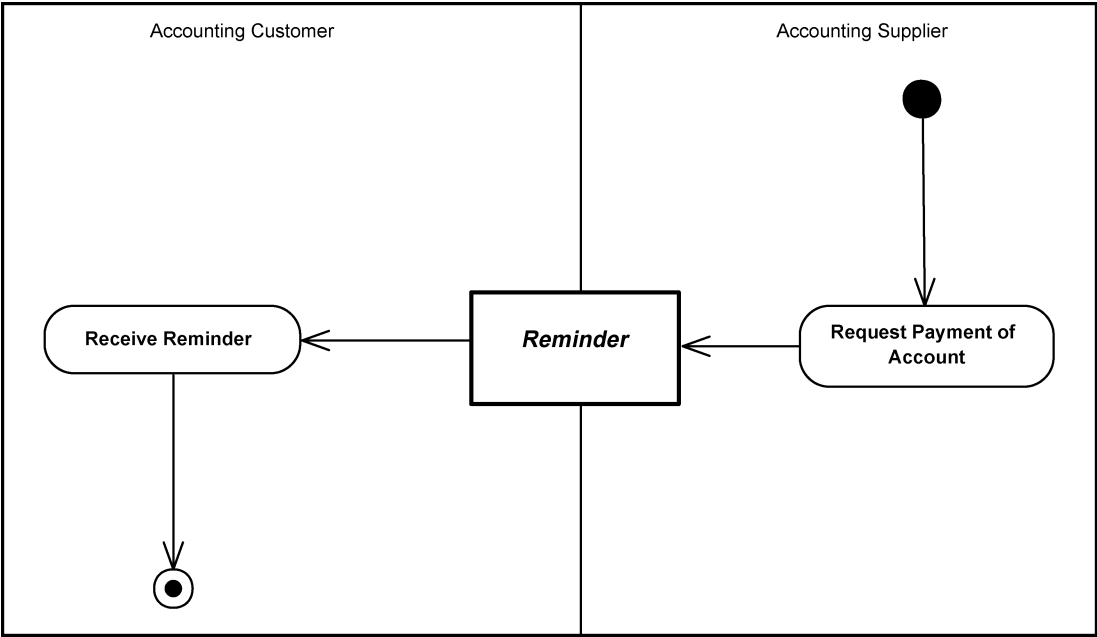 Accounting Customer
Accounting Supplier
Receive Reminder
Reminder
Request Payment of
Account